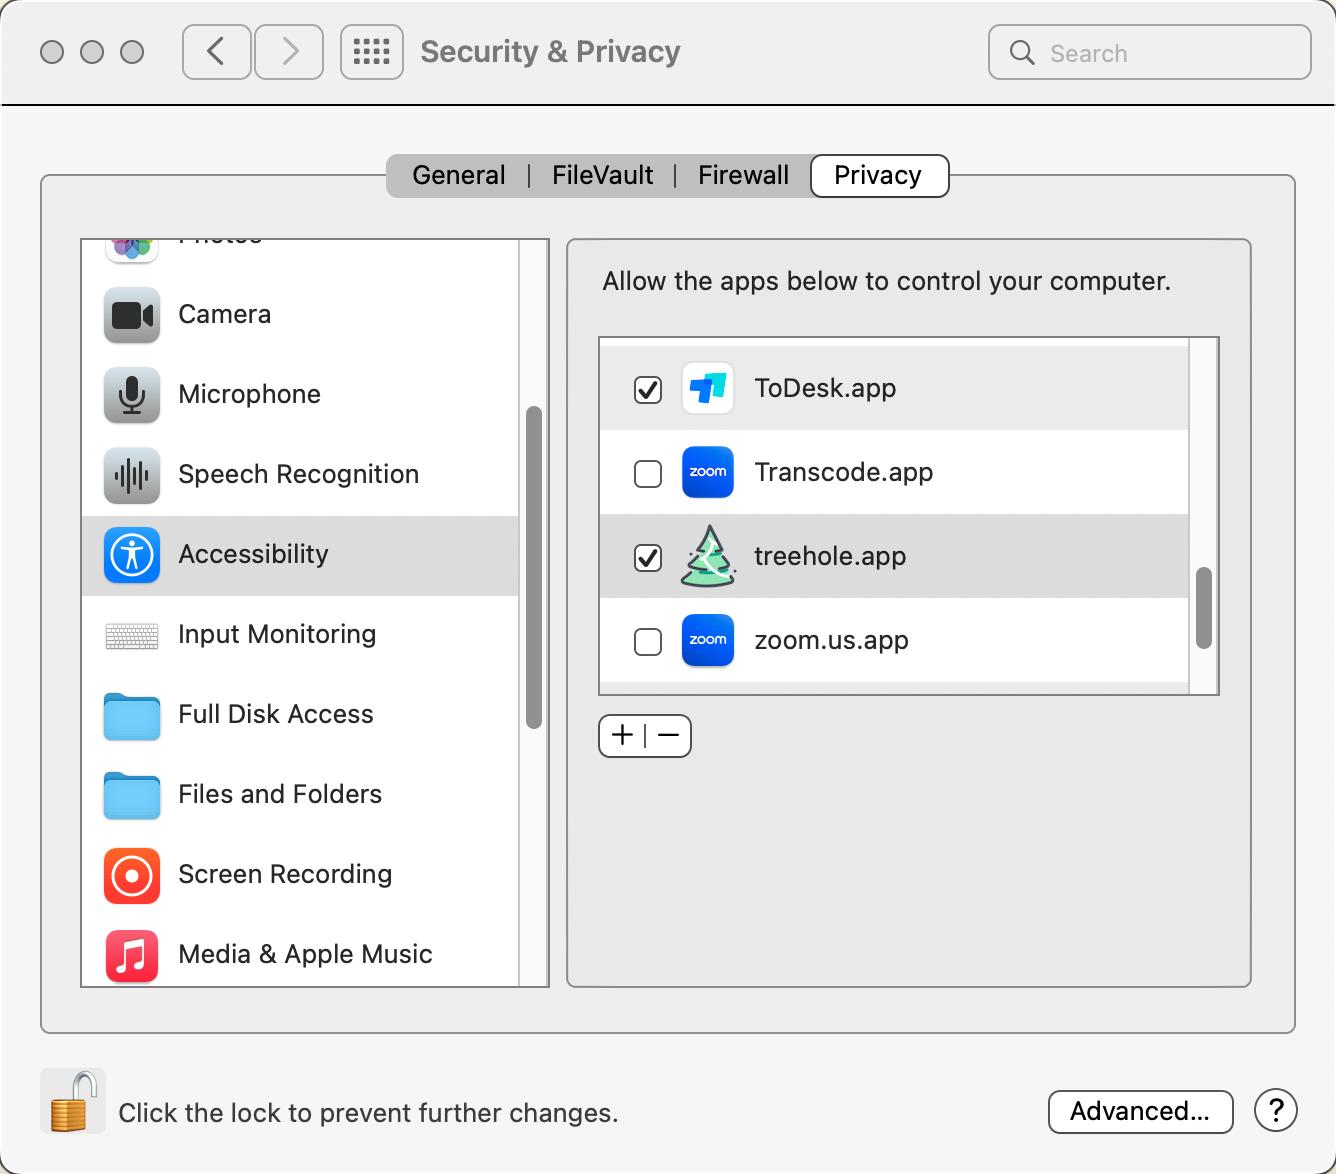 Security & Privacy
Search
General
FileVault
Firewall
Privacy
Photos
Camera
Microphone
Speech Recognition
Accessibility
Input Monitoring
Full Disk Access
Files and Folders
Screen Recording
Media & Apple Music
Allow the apps below to control your computer.
ToDesk.app
zoom
Transcode.app
treehole.app
zoom
zoom.us.app
Click the lock to prevent further changes.
Advanced...
?